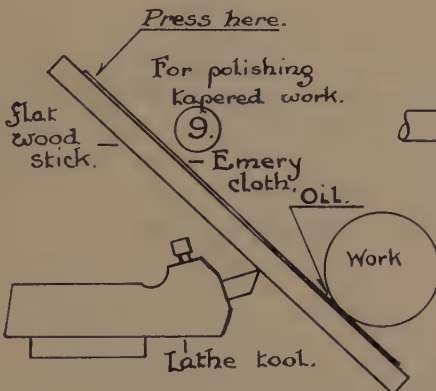 Press here.
For polishing
tapered work.
9.
flat
wood
stick.
Emery
cloth.
Oil.
Work
Lathe tool.